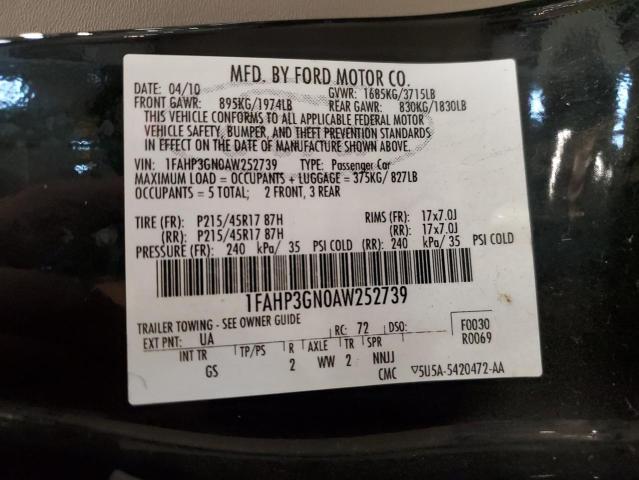 MFD. BY FORD MOTOR CO.
DATE: 04/10 GVWR: 1685KG/3715LB
FRONT GAWR: 895KG/1974LB REAR GAWR: 830KG/1830LB
THIS VEHICLE CONFORMS TO ALL APPLICABLE FEDERAL MOTOR
VEHICLE SAFETY, BUMPER, AND THEFT PREVENTION STANDARDS
IN EFFECT ON THE DATE OF MANUFACTURE SHOWN ABOVE.
VIN: 1FAHP3GN0AW252739 TYPE: Passenger Car
MAXIMUM LOAD = OCCUPANTS + LUGGAGE = 375KG/ 827LB
OCCUPANTS = 5 TOTAL; 2 FRONT, 3 REAR
TIRE (FR): P215/45R17 87H RIMS (FR): 17x7.0J
(RR): P215/45R17 87H (RR): 17x7.0J
PRESSURE (FR): 240 kPa/ 35 PSI COLD (RR): 240 kPa/ 35 PSI COLD
1FAHP3GN0AW252739
TRAILER TOWING - SEE OWNER GUIDE
EXT PNT: UA RC: 72 DSO: F0030
R0069
INT TR TP/PS R AXLE TR SPR
GS 2 WW 2 NNJJ
CMC ▽5U5A-5420472-AA